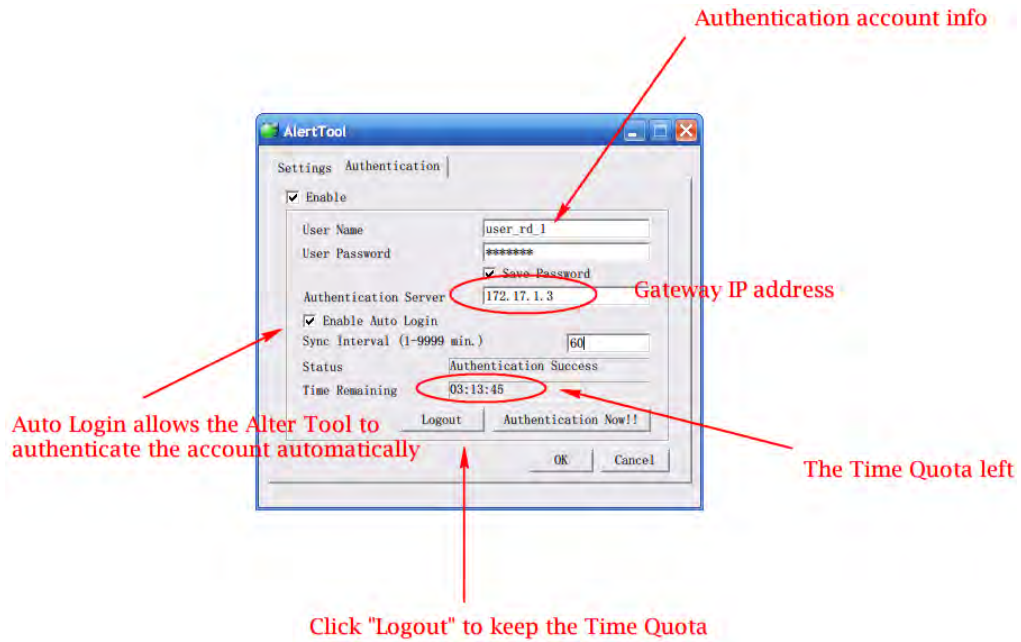 Authentication account info
AlertTool
Settings Authentication
Enable
User Name user_rd_1
User Password *******
Save Password
Authentication Server 172.17.1.3 Gateway IP address
Enable Auto Login
Sync Interval (1-9999 min.) 60
Status Authentication Success
Time Remaining 03:13:45
Logout Authentication Now!!
Auto Login allows the Alter Tool to
authenticate the account automatically
OK Cancel
The Time Quota left
Click "Logout" to keep the Time Quota